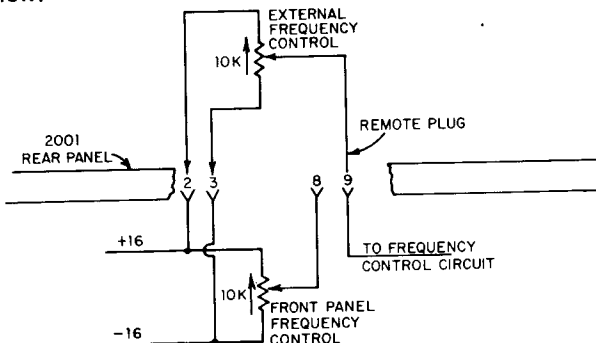 EXTERNAL
FREQUENCY
CONTROL
10K
REMOTE PLUG
2001
REAR PANEL
2 3 8 9
+16
TO FREQUENCY
CONTROL CIRCUIT
10K
FRONT PANEL
FREQUENCY
CONTROL
-16